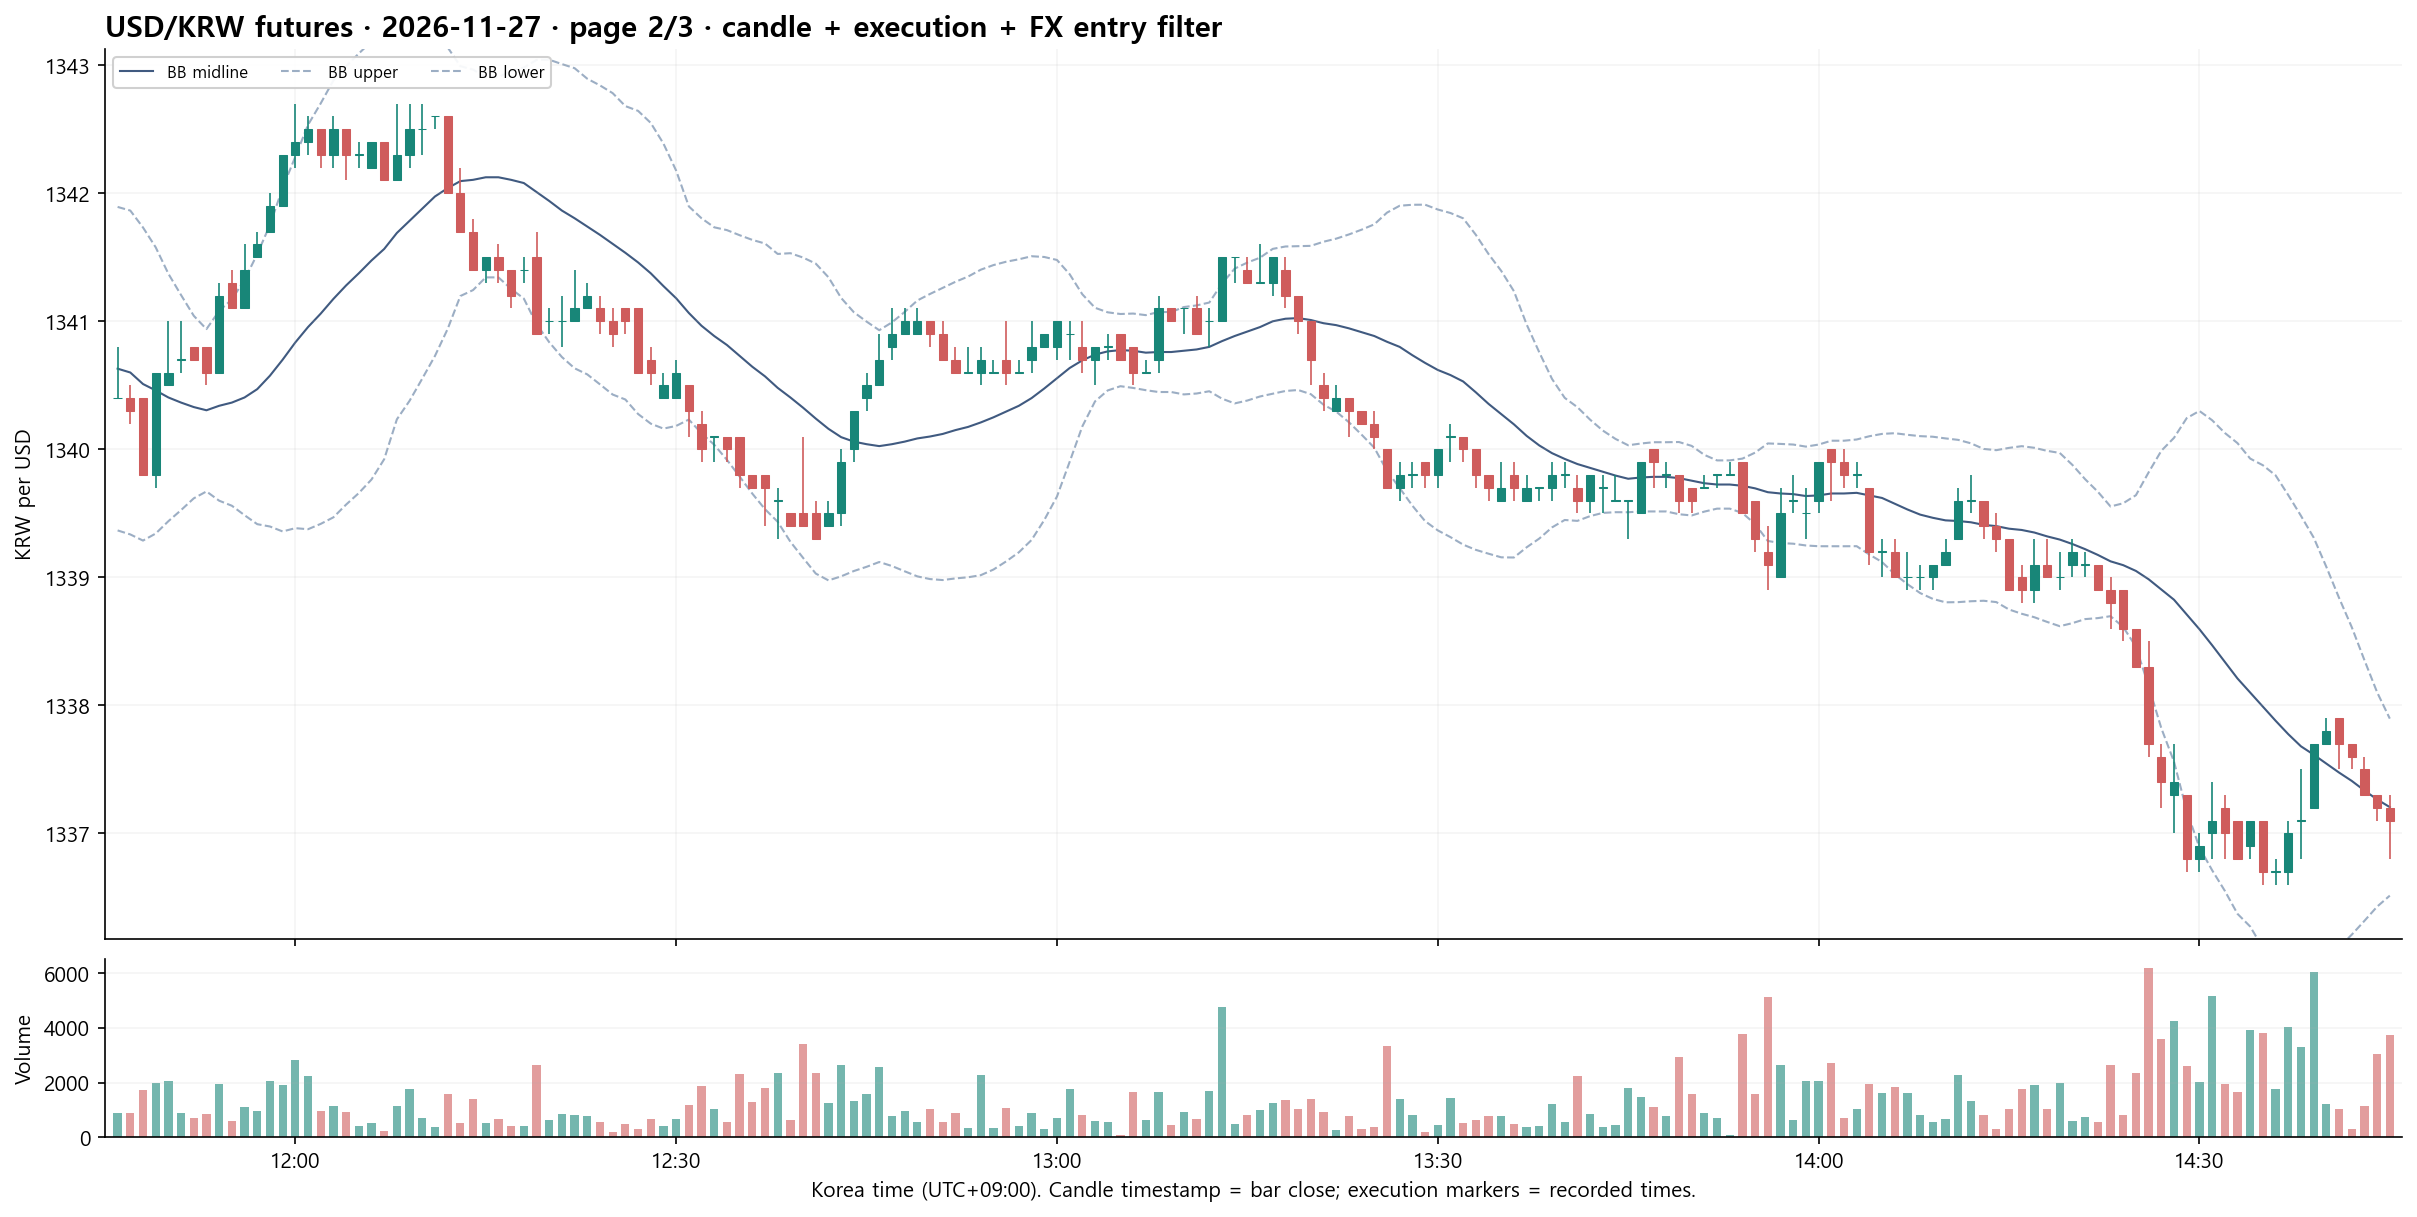 USD/KRW futures · 2026-11-27 · page 2/3 · candle + execution + FX entry filter
BB midline BB upper BB lower
KRW per USD
1343
1342
1341
1340
1339
1338
1337
Volume
6000
4000
2000
0
12:00 12:30 13:00 13:30 14:00 14:30
Korea time (UTC+09:00). Candle timestamp = bar close; execution markers = recorded times.